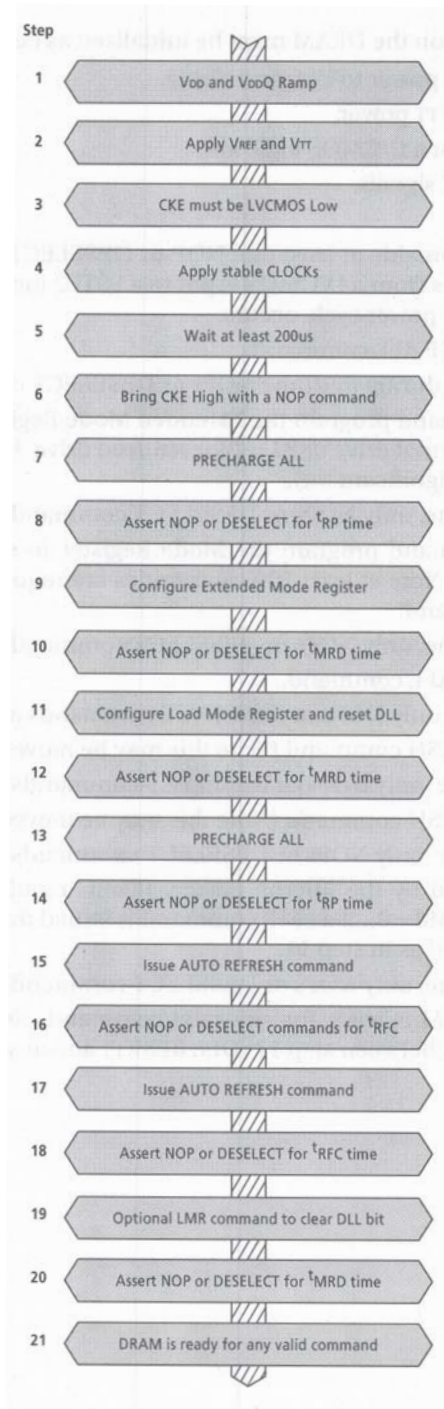 Step
1 VDD and VDDQ Ramp
2 Apply VREF and VTT
3 CKE must be LVCMOS Low
4 Apply stable CLOCKs
5 Wait at least 200us
6 Bring CKE High with a NOP command
7 PRECHARGE ALL
8 Assert NOP or DESELECT for tRP time
9 Configure Extended Mode Register
10 Assert NOP or DESELECT for tMRD time
11 Configure Load Mode Register and reset DLL
12 Assert NOP or DESELECT for tMRD time
13 PRECHARGE ALL
14 Assert NOP or DESELECT for tRP time
15 Issue AUTO REFRESH command
16 Assert NOP or DESELECT commands for tRFC
17 Issue AUTO REFRESH command
18 Assert NOP or DESELECT for tRFC time
19 Optional LMR command to clear DLL bit
20 Assert NOP or DESELECT for tMRD time
21 DRAM is ready for any valid command